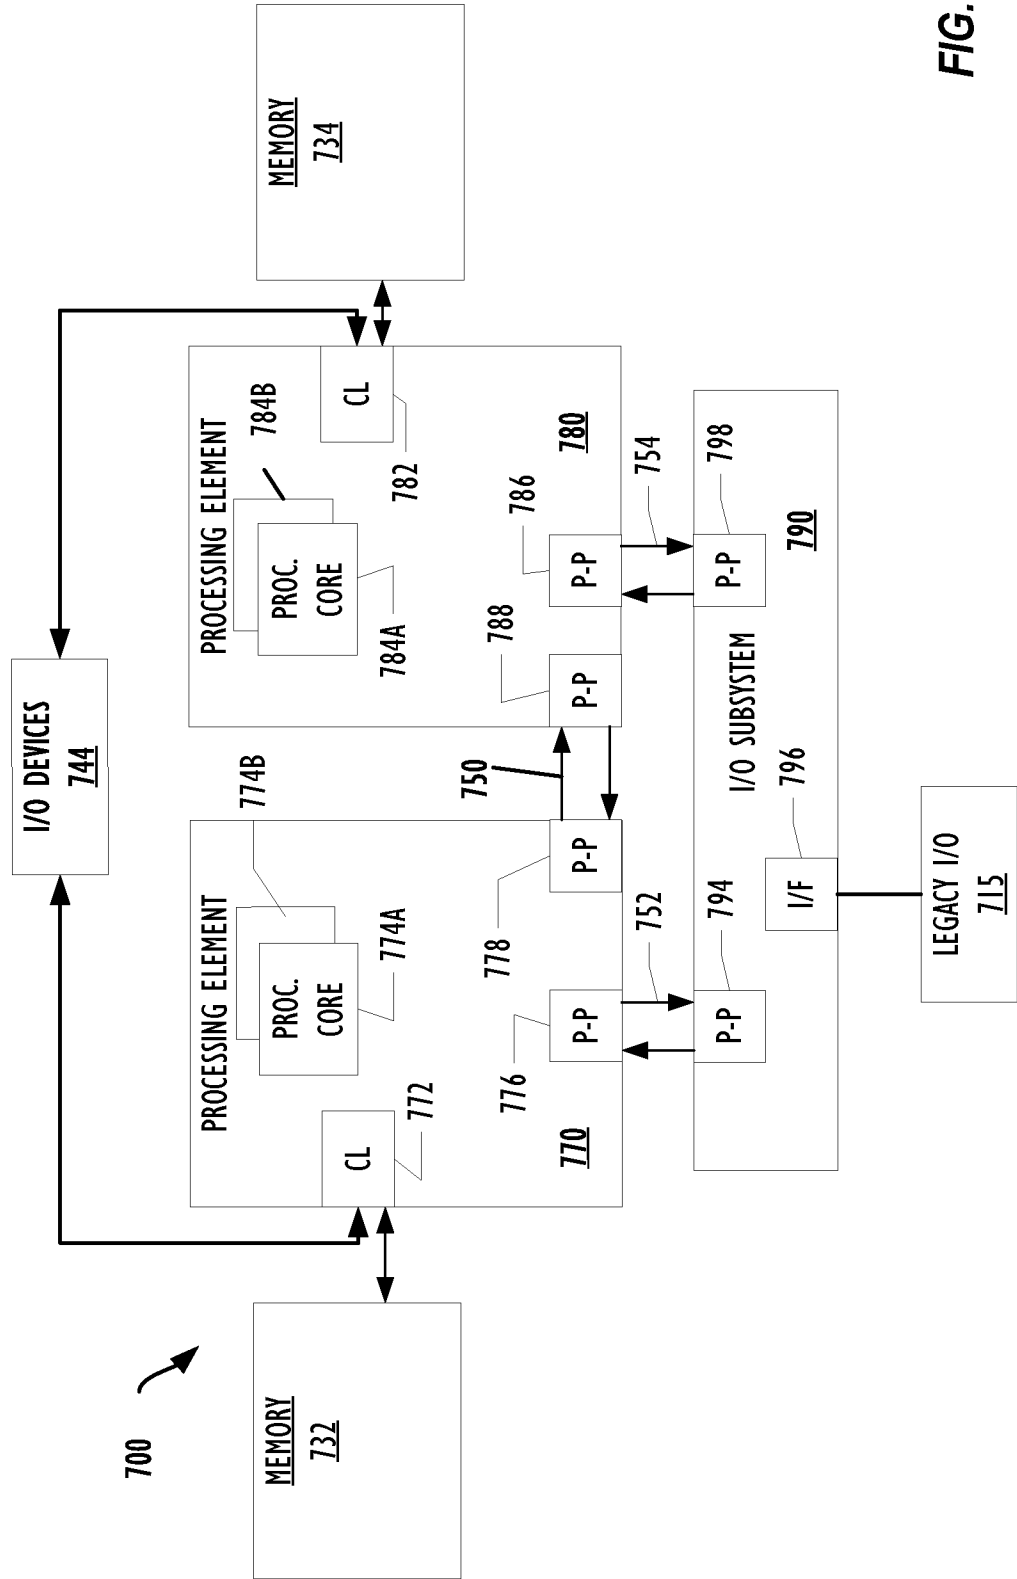 700
I/O DEVICES
744
MEMORY
732
MEMORY
734
PROCESSING ELEMENT
774B
PROC.
CORE
774A
CL
772
776
P-P
778
P-P
770
750
PROCESSING ELEMENT
784B
PROC.
CORE
784A
CL
782
788
P-P
786
P-P
780
752
754
794
P-P
I/O SUBSYSTEM
796
I/F
798
P-P
790
LEGACY I/O
715
FIG.